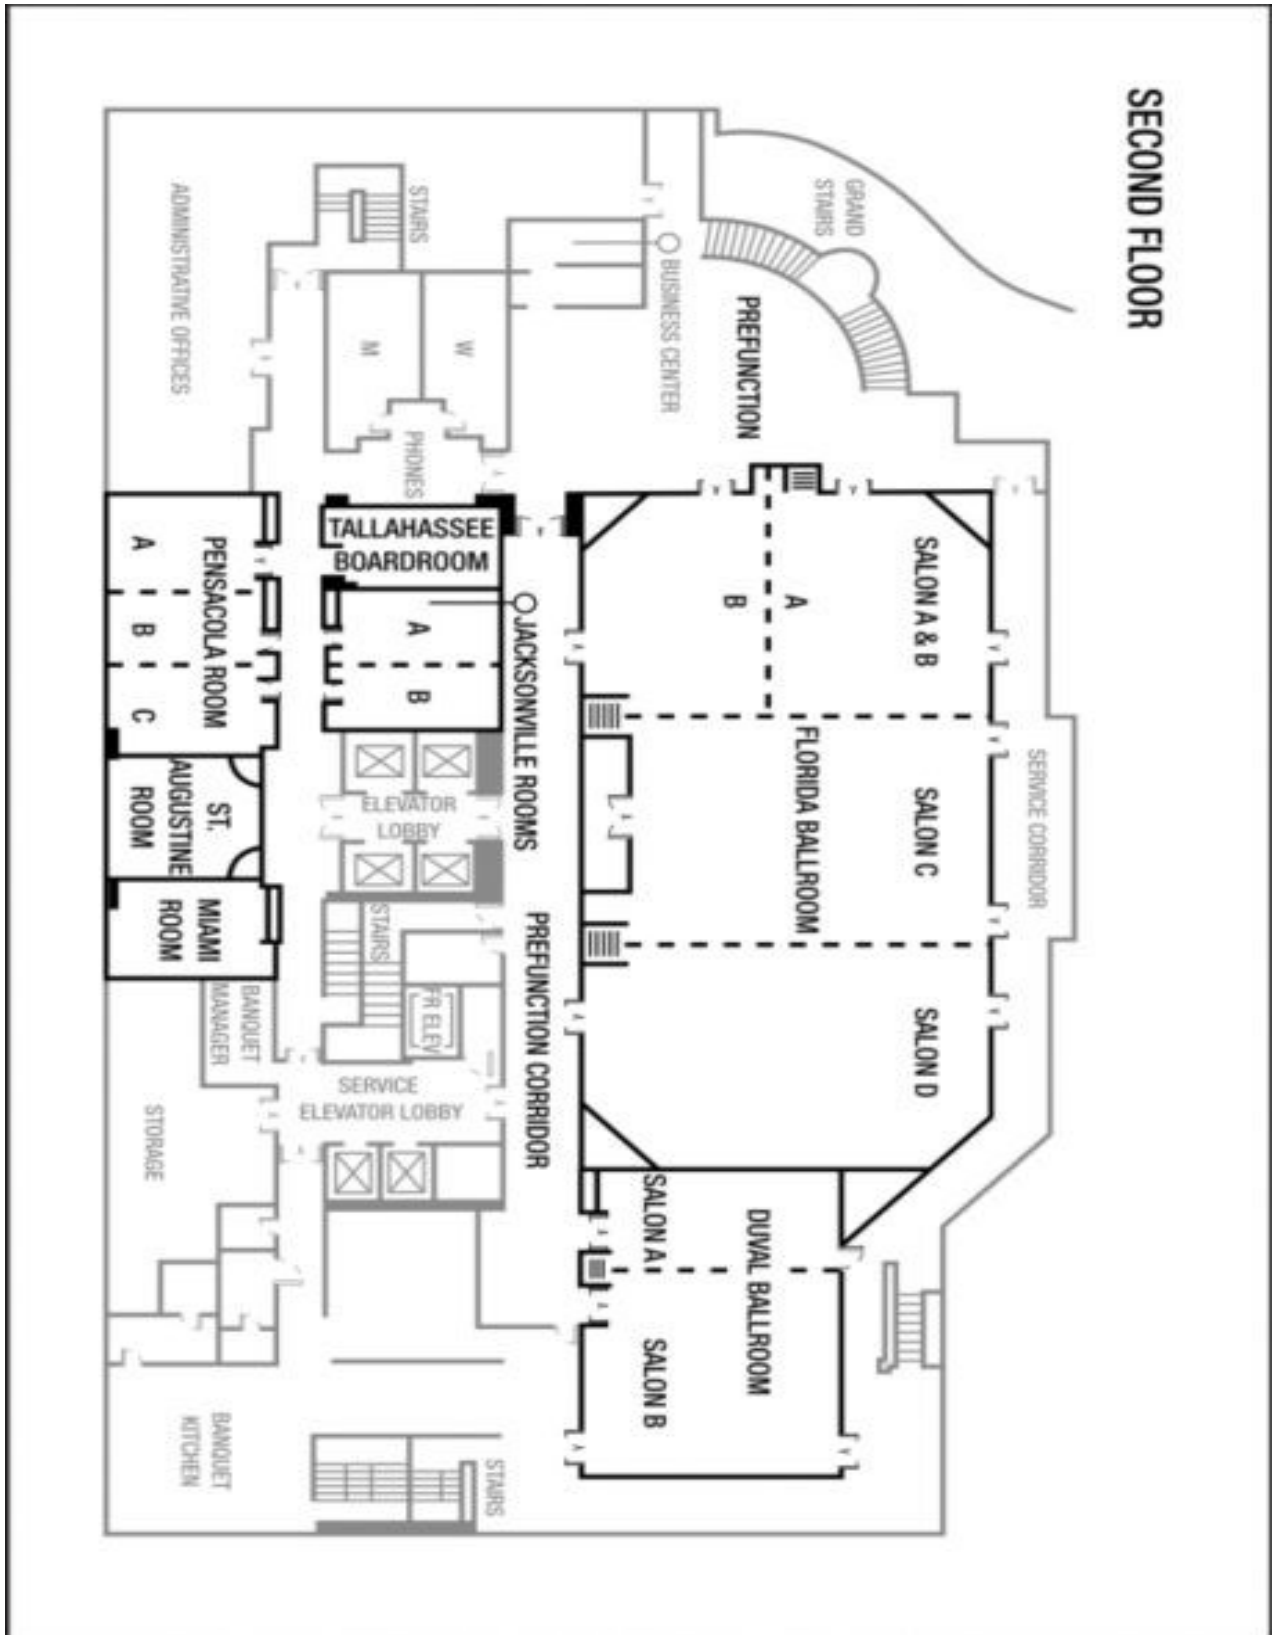 SECOND FLOOR
GRAND
STAIRS
STAIRS
ADMINISTRATIVE OFFICES
BUSINESS CENTER
PREFUNCTION
M
W
PHONES
TALLAHASSEE
BOARDROOM
SALON A & B
A
B
PENSACOLA ROOM
A
B
C
JACKSONVILLE ROOMS
A
B
FLORIDA BALLROOM
SALON C
SERVICE CORRIDOR
ELEVATOR
LOBBY
ST.
AUGUSTINE
ROOM
MIAMI
ROOM
STAIRS
PREFUNCTION CORRIDOR
FR ELEV
BANQUET
MANAGER
SALON D
SERVICE
ELEVATOR LOBBY
STORAGE
SALON A
DUVAL BALLROOM
SALON B
BANQUET
KITCHEN
STAIRS